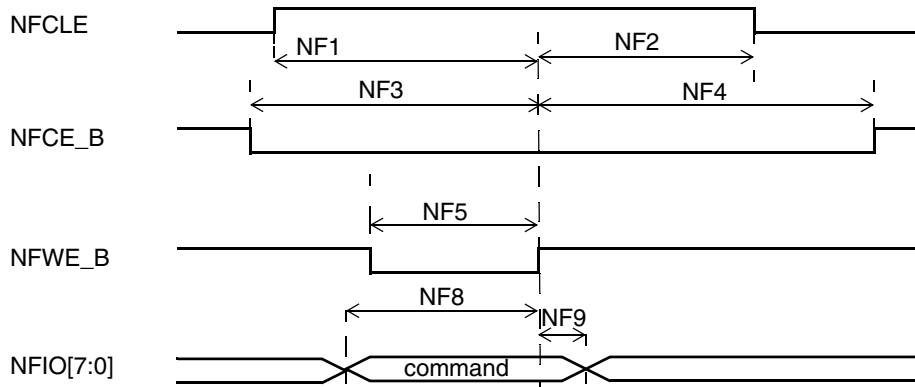 NFCLE
NF1
NF2
NF3
NF4
NFCE_B
NF5
NFWE_B
NF8
NF9
NFIO[7:0]
command